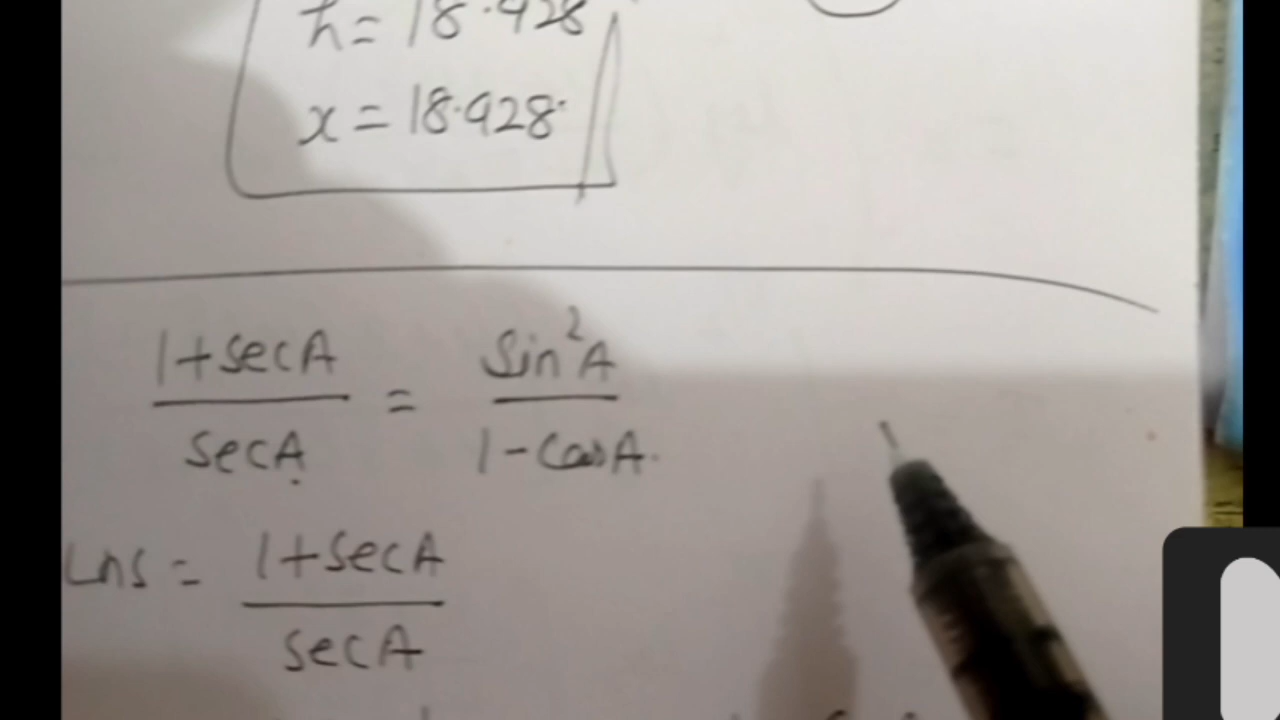 h = 18.928
x = 18.928
1+secA / secA = Sin²A / 1-CosA.
LHS = 1+secA / secA